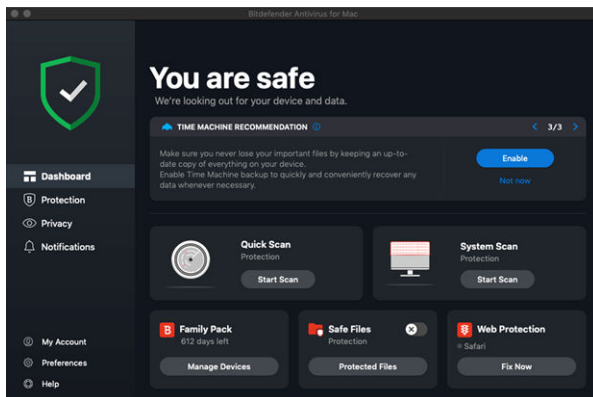 Bitdefender Antivirus for Mac
You are safe
We're looking out for your device and data.
TIME MACHINE RECOMMENDATION
3/3
Make sure you never lose your important files by keeping an up-to-
date copy of everything on your device.
Enable Time Machine backup to quickly and conveniently recover any
data whenever necessary.
Enable
Not now
Dashboard
Protection
Privacy
Notifications
Quick Scan
Protection
Start Scan
System Scan
Protection
Start Scan
B Family Pack
612 days left
Manage Devices
Safe Files
Protection
Protected Files
Web Protection
Safari
Fix Now
My Account
Preferences
Help